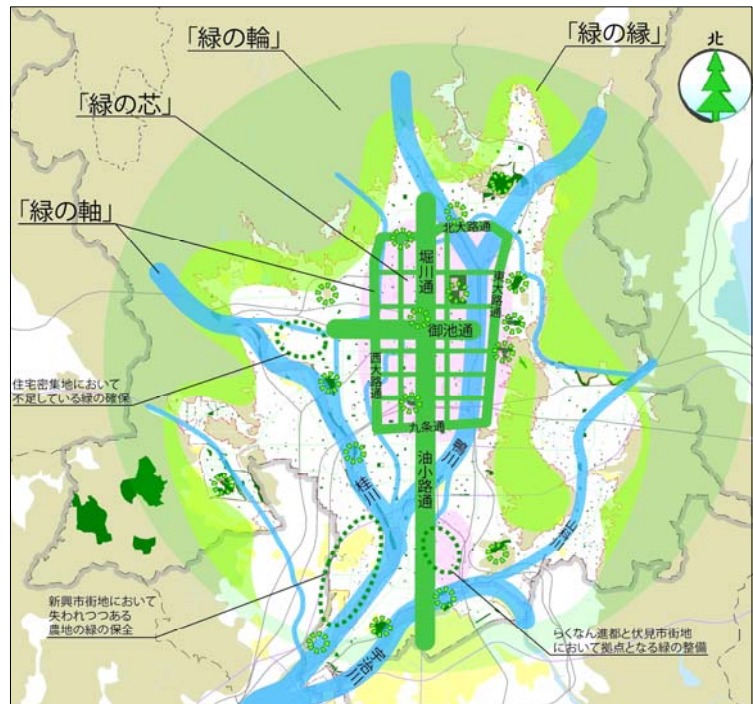 「緑の輪」
「緑の縁」
北
「緑の芯」
「緑の軸」
北大路通
堀川通
東大路通
御池通
西大路通
住宅密集地において
不足している緑の確保
九条通
鴨川
油小路通
桂川
山科川
新興市街地において
失われつつある
農地の緑の保全
らくなん進都と伏見市街地
において拠点となる緑の整備
宇治川